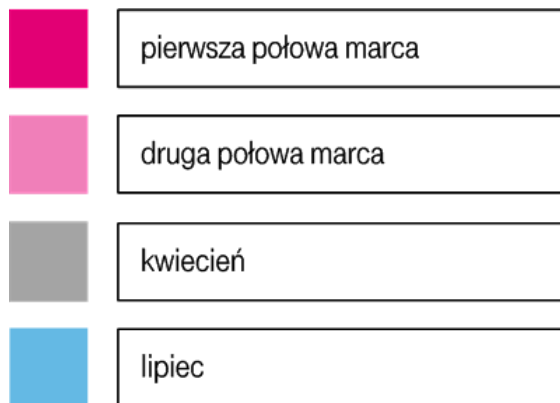 pierwsza połowa marca
druga połowa marca
kwiecień
lipiec